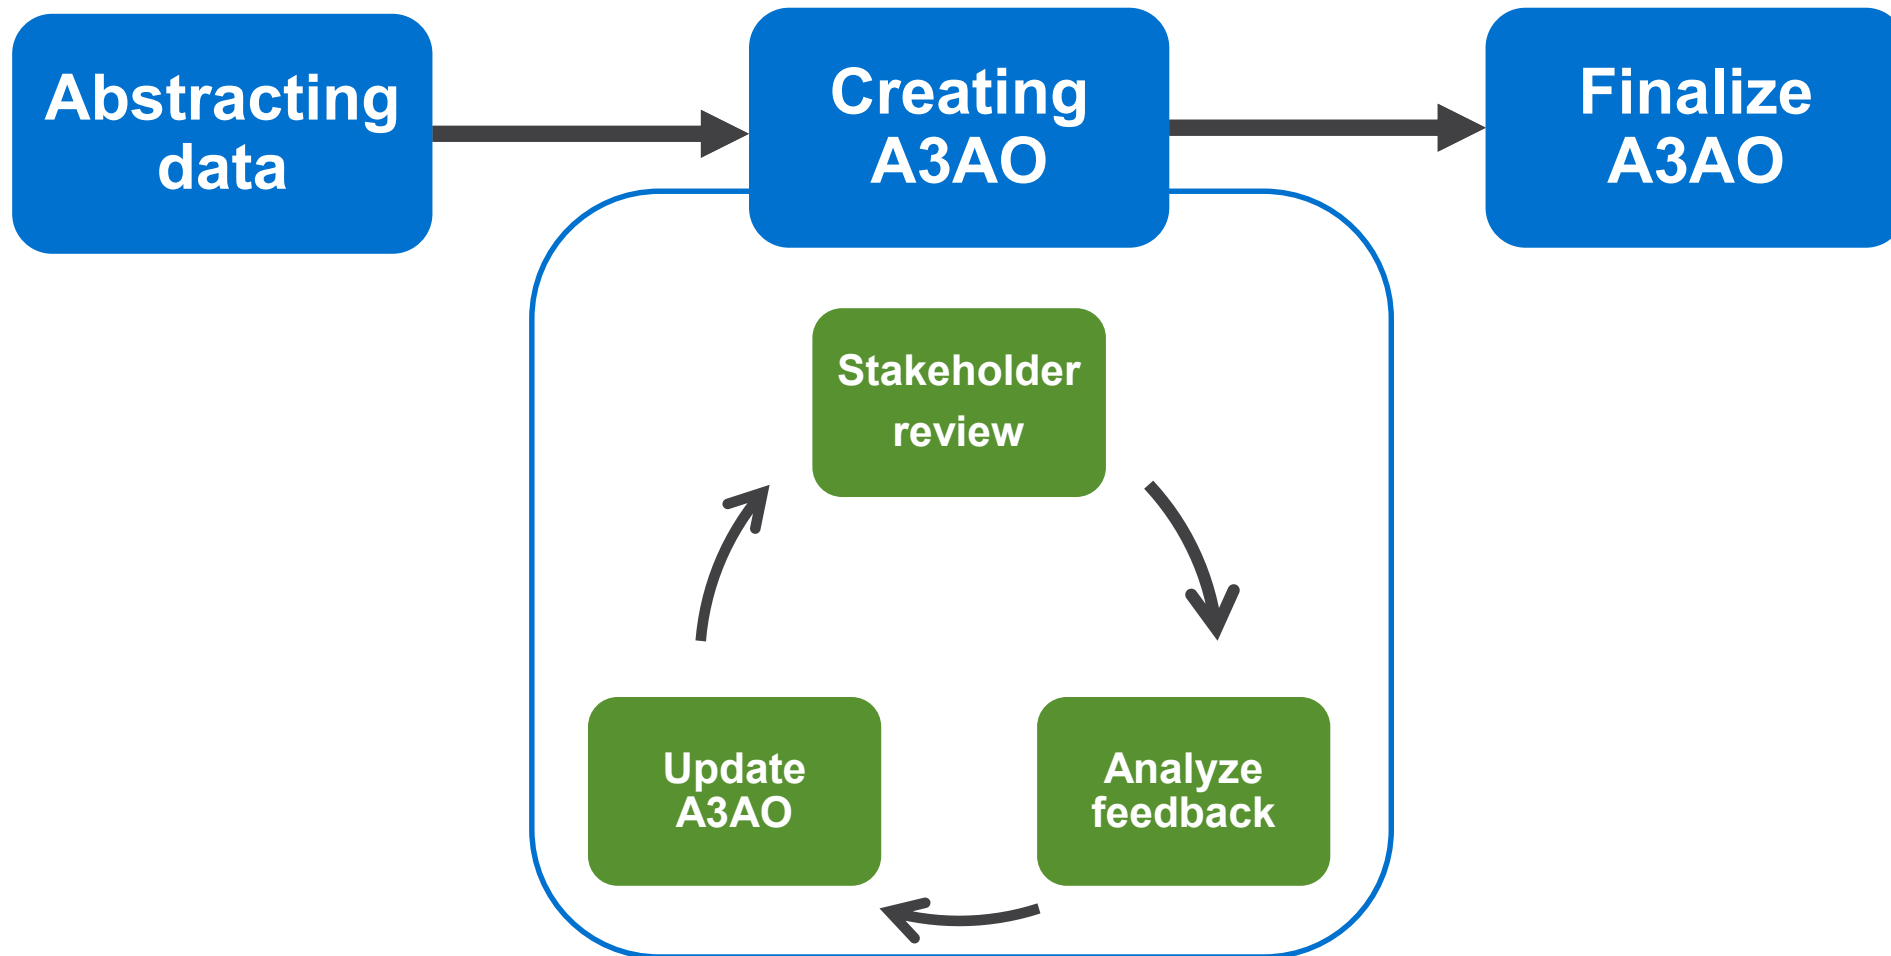 Abstracting
data
Creating
A3AO
Finalize
A3AO
Stakeholder
review
Update
A3AO
Analyze
feedback